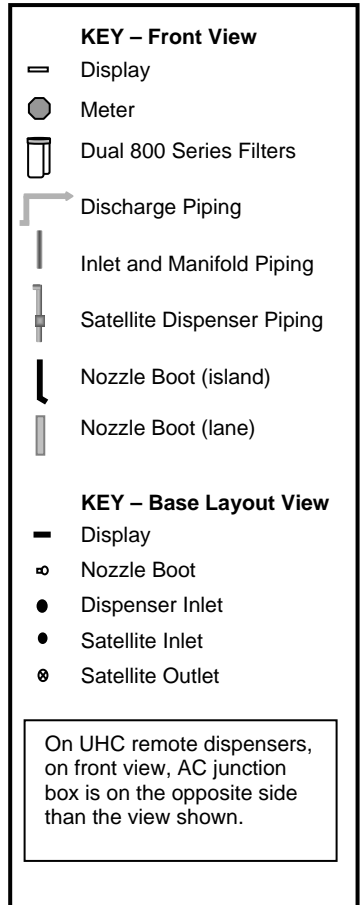 KEY – Front View
Display
Meter
Dual 800 Series Filters
Discharge Piping
Inlet and Manifold Piping
Satellite Dispenser Piping
Nozzle Boot (island)
Nozzle Boot (lane)
KEY – Base Layout View
Display
Nozzle Boot
Dispenser Inlet
Satellite Inlet
Satellite Outlet
On UHC remote dispensers,
on front view, AC junction
box is on the opposite side
than the view shown.